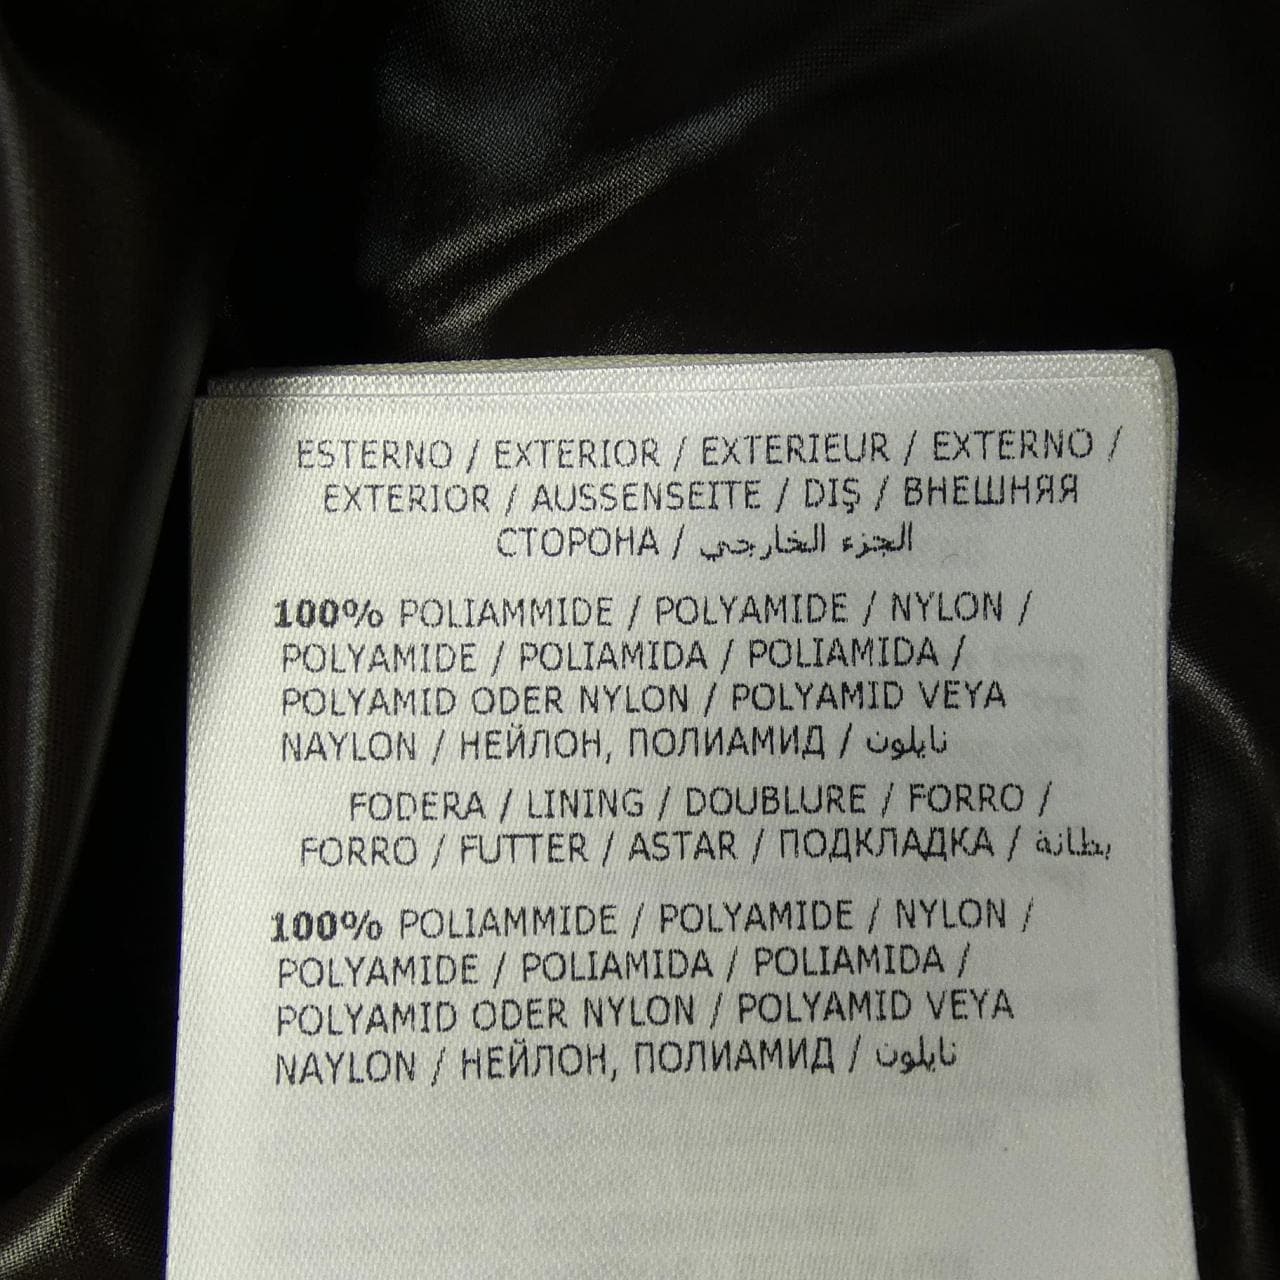 ESTERNO / EXTERIOR / EXTERIEUR / EXTERNO /
EXTERIOR / AUSSENSEITE / DIŞ / ВНЕШНЯЯ
СТОРОНА / الجزء الخارجي
100% POLIAMMIDE / POLYAMIDE / NYLON /
POLYAMIDE / POLIAMIDA / POLIAMIDA /
POLYAMID ODER NYLON / POLYAMID VEYA
NAYLON / НЕЙЛОН, ПОЛИАМИД / نايلون
FODERA / LINING / DOUBLURE / FORRO /
FORRO / FUTTER / ASTAR / ПОДКЛАДКА / بطانة
100% POLIAMMIDE / POLYAMIDE / NYLON /
POLYAMIDE / POLIAMIDA / POLIAMIDA /
POLYAMID ODER NYLON / POLYAMID VEYA
NAYLON / НЕЙЛОН, ПОЛИАМИД / نايلون